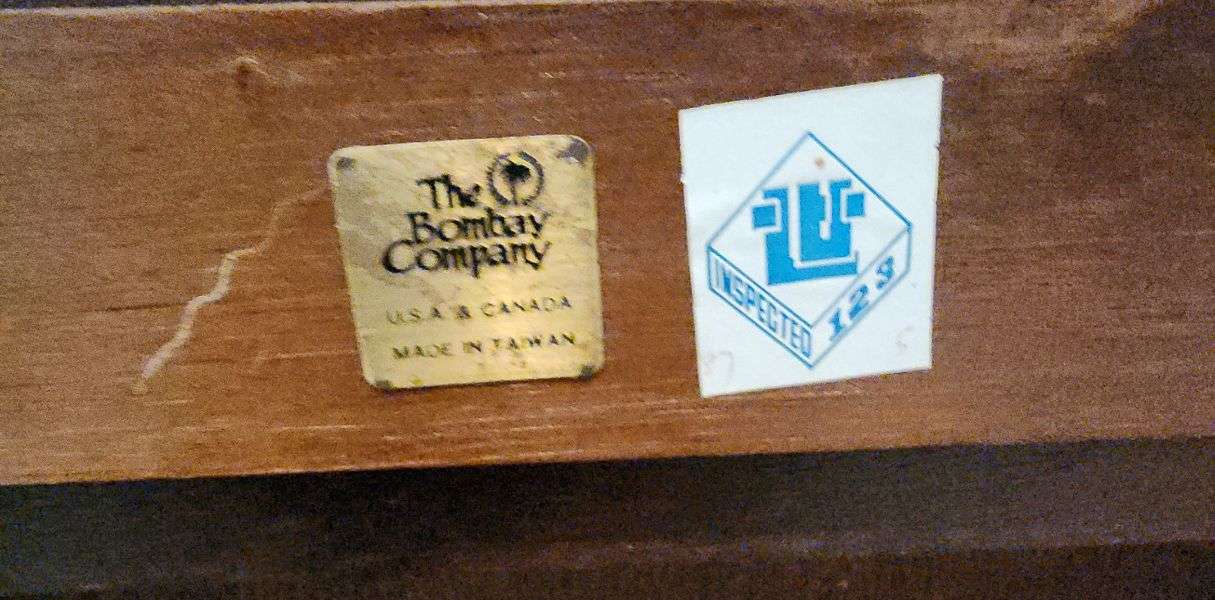 The
Bombay
Company
U.S.A & CANADA
MADE IN TAIWAN
INSPECTED
123